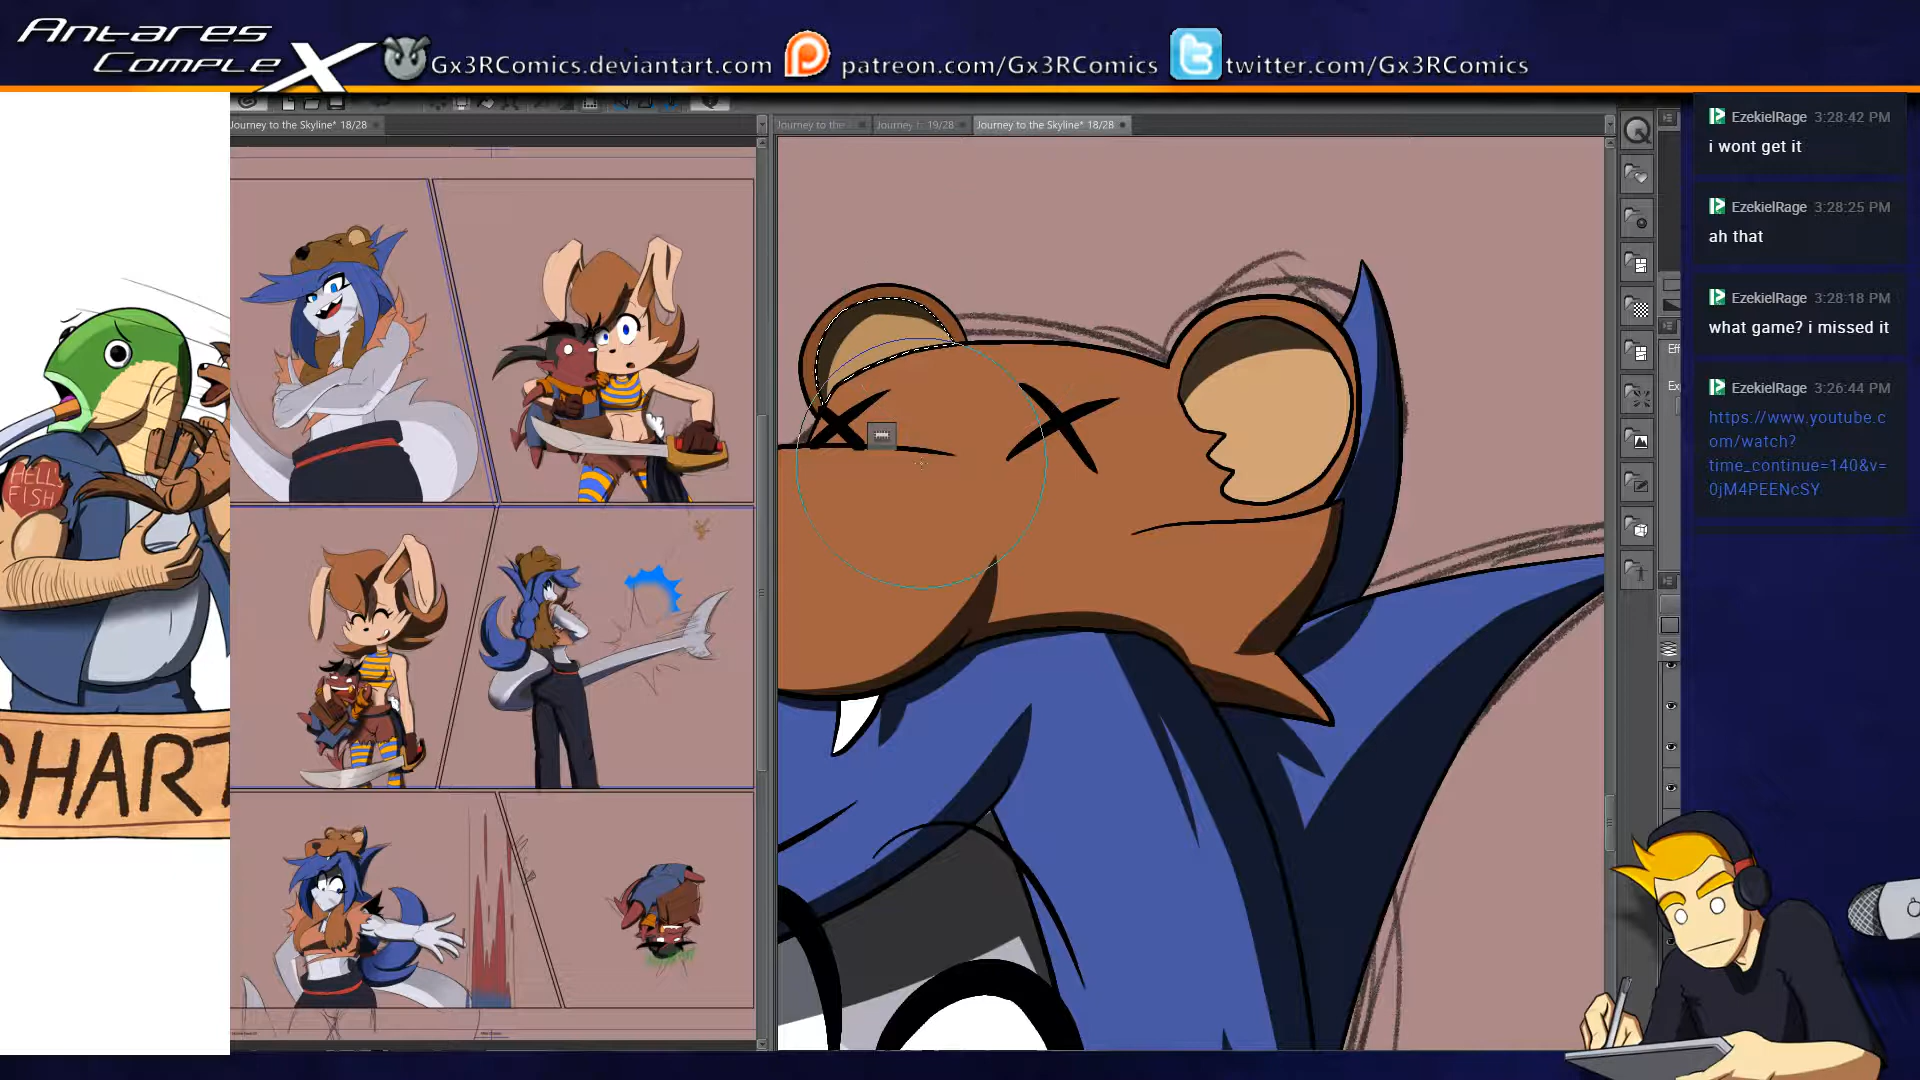 Antares
CompleX
Gx3RComics.deviantart.com
patreon.com/Gx3RComics
twitter.com/Gx3RComics
Journey to the Skyline* 18/28
Journey to the
Journey t 19/28
Journey to the Skyline* 18/28
EzekielRage 3:28:42 PM
i wont get it
EzekielRage 3:28:25 PM
ah that
EzekielRage 3:28:18 PM
what game? i missed it
EzekielRage 3:26:44 PM
https://www.youtube.c
om/watch?
time_continue=140&v=
0jM4PEENcSY
Eff
Ex
HELL
FISH
SHART